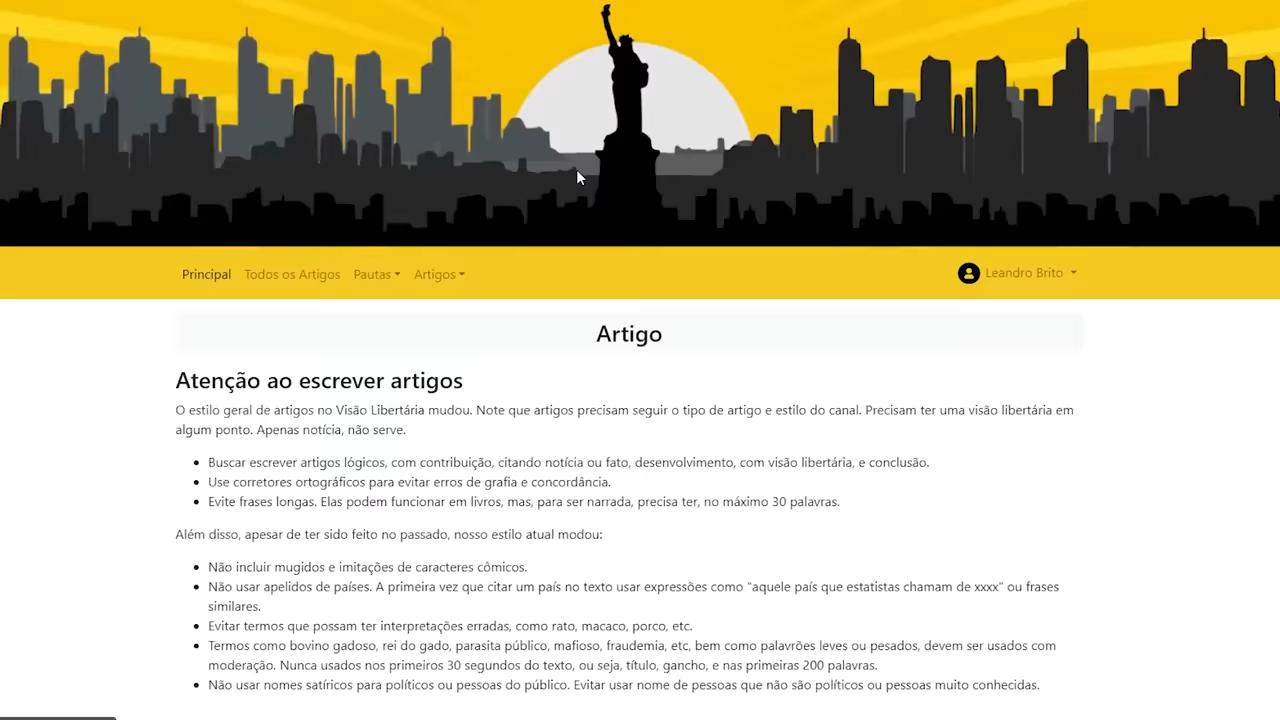 Principal Todos os Artigos Pautas Artigos Leandro Brito
Artigo
Atenção ao escrever artigos
O estilo geral de artigos no Visão Libertária mudou. Note que artigos precisam seguir o tipo de artigo e estilo do canal. Precisam ter uma visão libertária em
algum ponto. Apenas notícia, não serve.
Buscar escrever artigos lógicos, com contribuição, citando notícia ou fato, desenvolvimento, com visão libertária, e conclusão.
Use corretores ortográficos para evitar erros de grafia e concordância.
Evite frases longas. Elas podem funcionar em livros, mas, para ser narrada, precisa ter, no máximo 30 palavras.
Além disso, apesar de ter sido feito no passado, nosso estilo atual modou:
Não incluir mugidos e imitações de caracteres cômicos.
Não usar apelidos de países. A primeira vez que citar um país no texto usar expressões como "aquele país que estatistas chamam de xxxx" ou frases
similares.
Evitar termos que possam ter interpretações erradas, como rato, macaco, porco, etc.
Termos como bovino gadoso, rei do gado, parasita público, mafioso, fraudemia, etc, bem como palavrões leves ou pesados, devem ser usados com
moderação. Nunca usados nos primeiros 30 segundos do texto, ou seja, título, gancho, e nas primeiras 200 palavras.
Não usar nomes satíricos para políticos ou pessoas do público. Evitar usar nome de pessoas que não são políticos ou pessoas muito conhecidas.